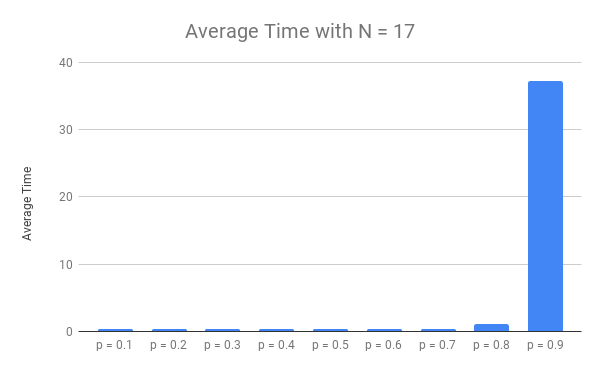 Average Time with N = 17
Average Time
40
30
20
10
0
p = 0.1 p = 0.2 p = 0.3 p = 0.4 p = 0.5 p = 0.6 p = 0.7 p = 0.8 p = 0.9